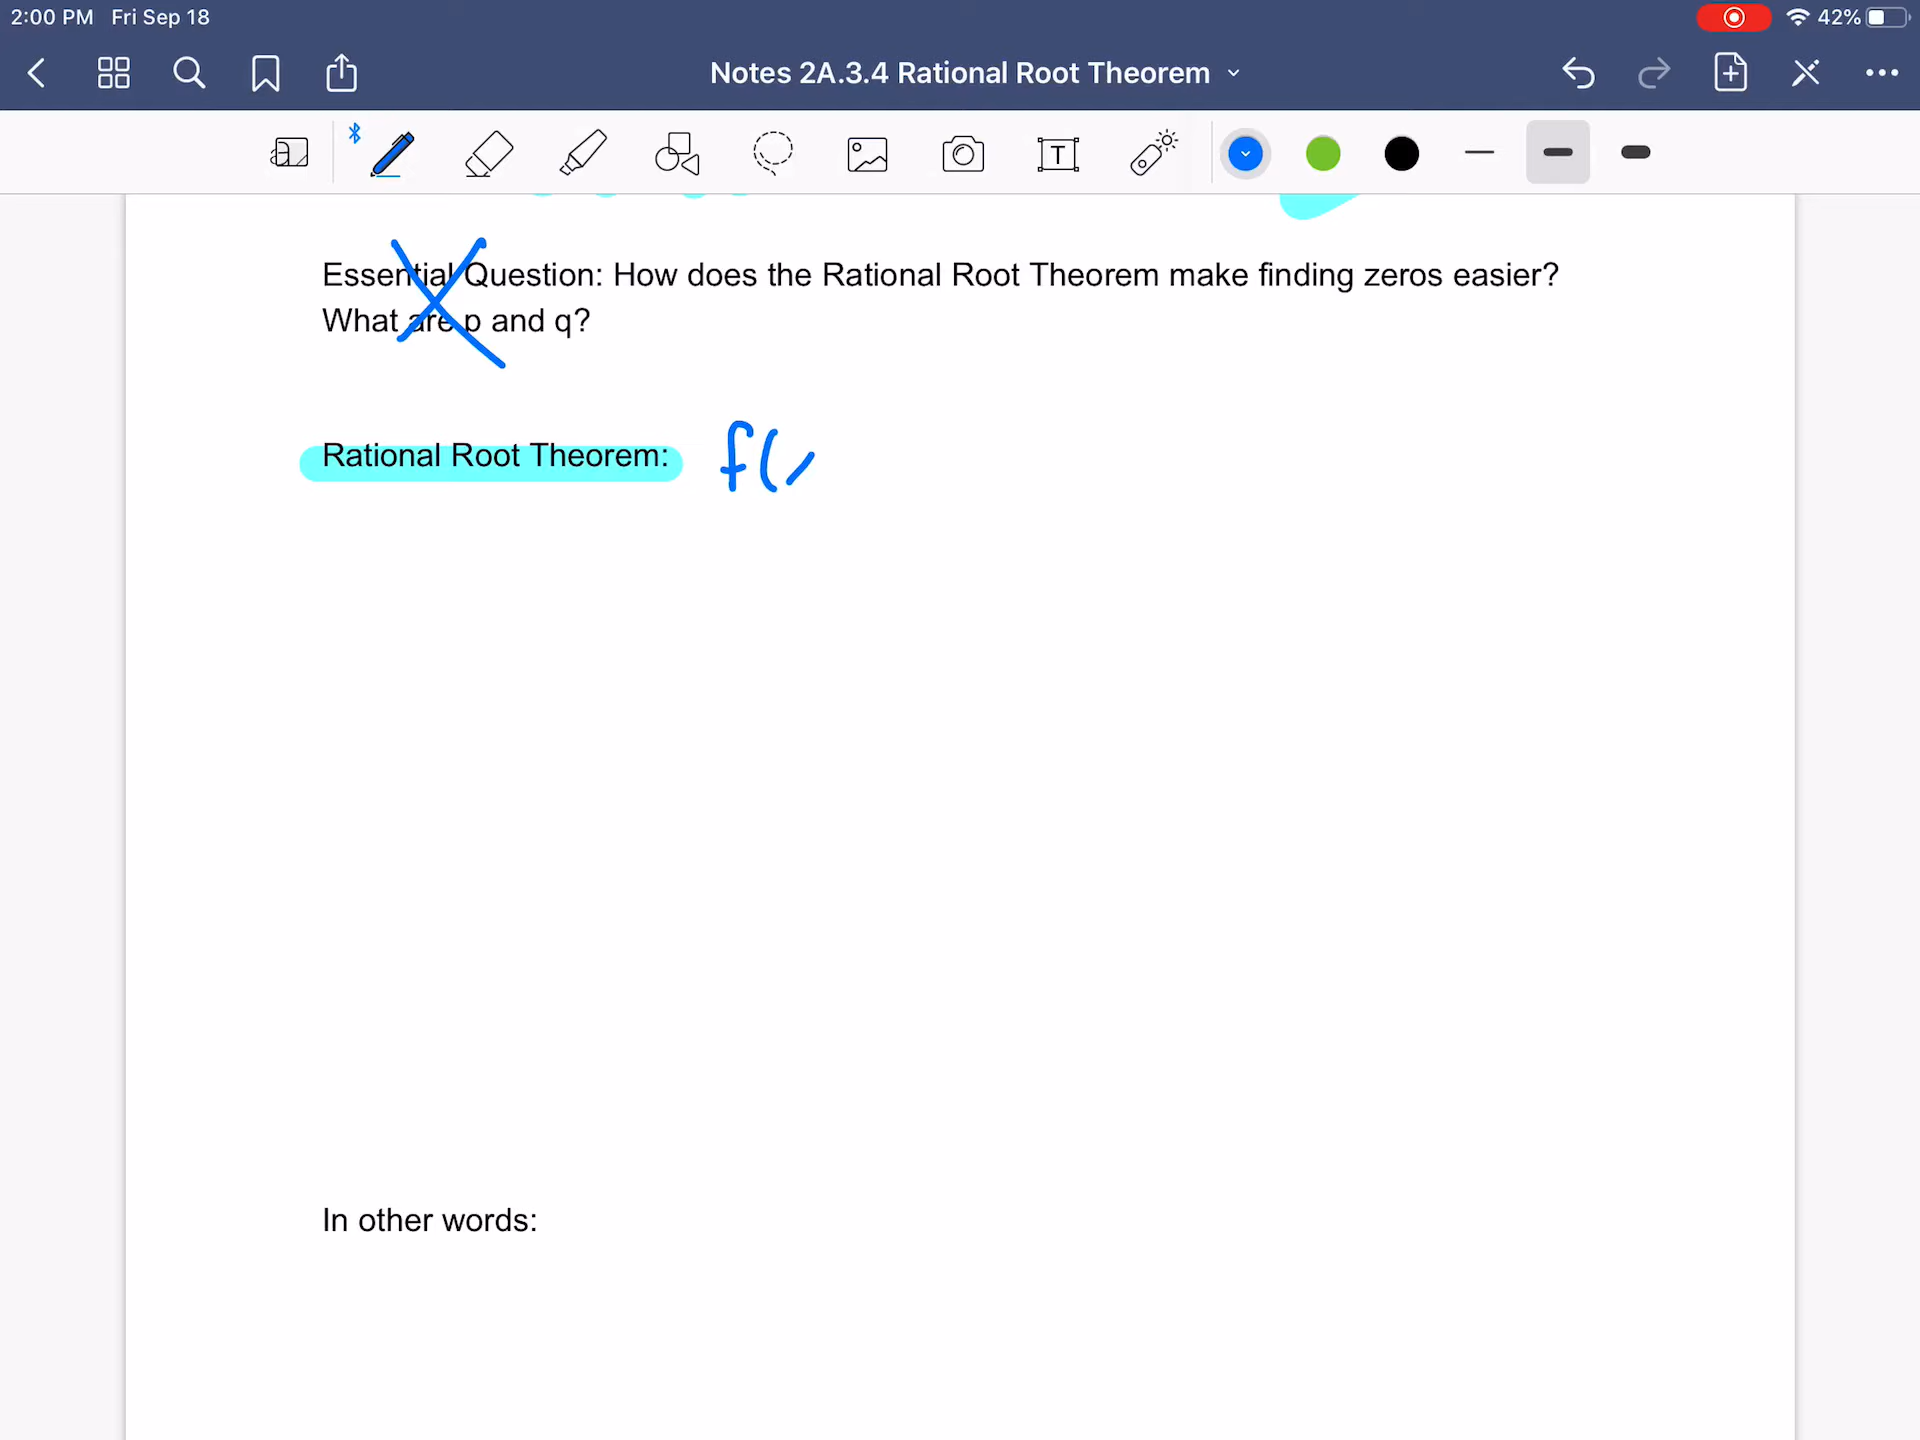 2:00 PM Fri Sep 18 42%
Notes 2A.3.4 Rational Root Theorem
Essential Question: How does the Rational Root Theorem make finding zeros easier?
What are p and q?
Rational Root Theorem: f(
In other words: